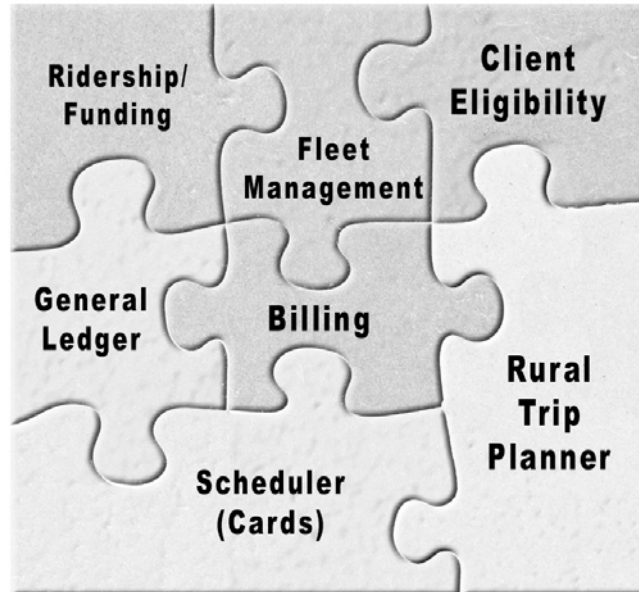 Ridership/
Funding
Fleet
Management
Client
Eligibility
General
Ledger
Billing
Rural
Trip
Planner
Scheduler
(Cards)